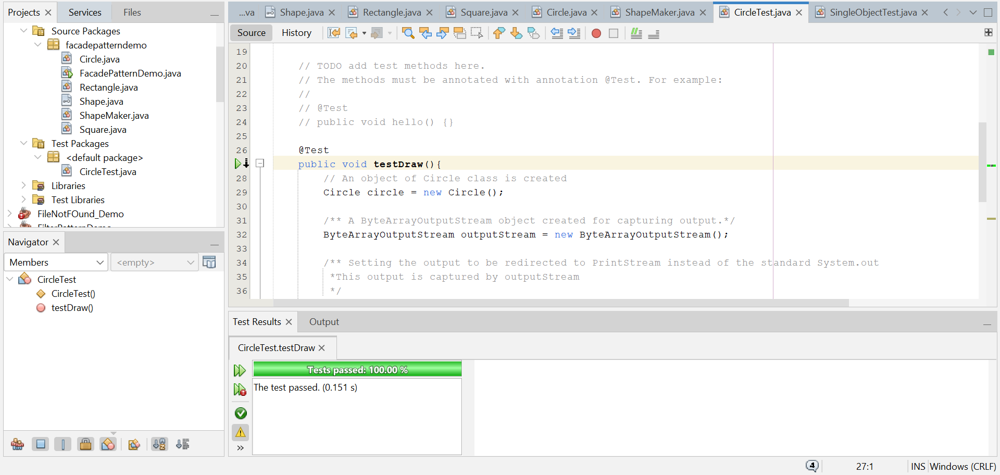 Projects
Services
Files
Source Packages
facadepatterndemo
Circle.java
FacadePatternDemo.java
Rectangle.java
Shape.java
ShapeMaker.java
Square.java
Test Packages
<default package>
CircleTest.java
Libraries
Test Libraries
FileNotFOund_Demo
FilterPatternDemo
Navigator
Members
<empty>
CircleTest
CircleTest()
testDraw()
...va
Shape.java
Rectangle.java
Square.java
Circle.java
ShapeMaker.java
CircleTest.java
SingleObjectTest.java
Source
History
19
20 // TODO add test methods here.
21 // The methods must be annotated with annotation @Test. For example:
22 //
23 // @Test
24 // public void hello() {}
25
26 @Test
public void testDraw(){
28 // An object of Circle class is created
29 Circle circle = new Circle();
30
31 /** A ByteArrayOutputStream object created for capturing output.*/
32 ByteArrayOutputStream outputStream = new ByteArrayOutputStream();
33
34 /** Setting the output to be redirected to PrintStream instead of the standard System.out
35 *This output is captured by outputStream
36 */
Test Results
Output
CircleTest.testDraw
Tests passed: 100.00 %
The test passed. (0.151 s)
4
27:1
INS
Windows (CRLF)